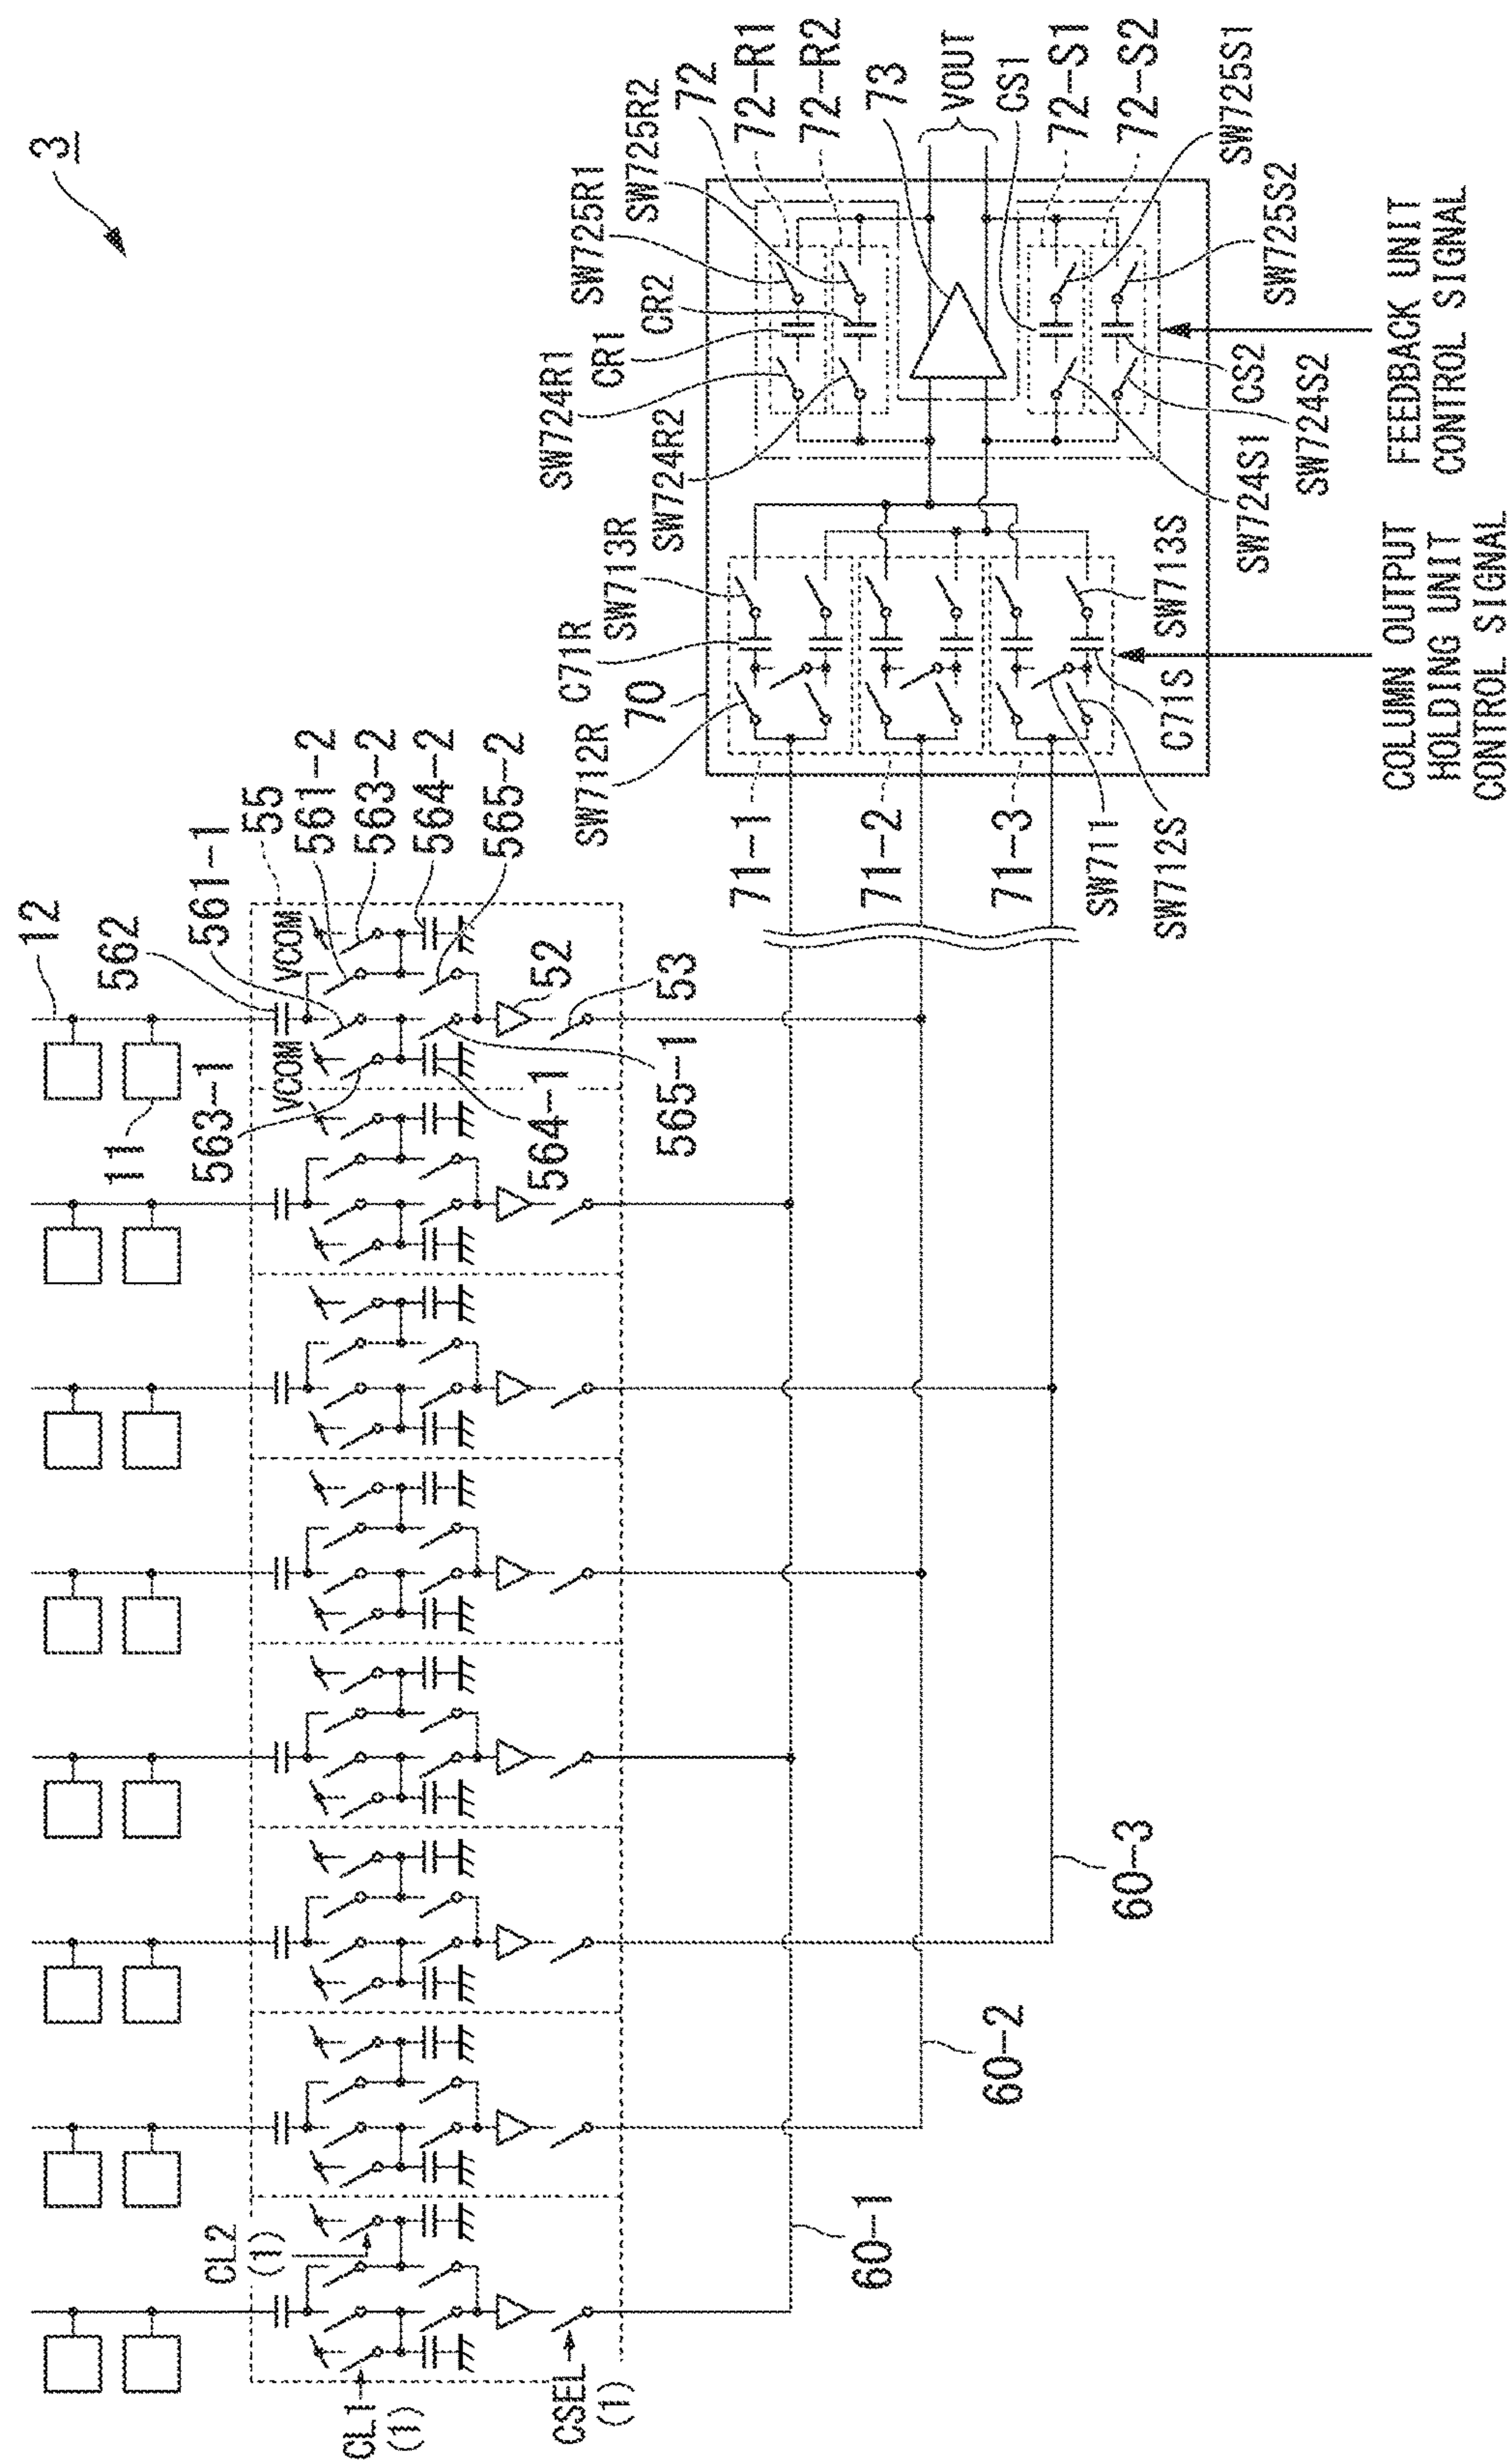 3
12
562
561-1
55
561-2
563-2
564-2
565-2
VCOM
VCOM
11
563-1
52
53
564-1
565-1
CL2
(1)
CL1
(1)
CSEL
(1)
60-1
60-2
60-3
70
SW712R
C71R
SW713R
71-1
71-2
71-3
SW711
SW712S
C71S
SW713S
SW724R1
SW724R2
CR1
CR2
SW725R1
SW725R2
72
72-R1
72-R2
73
VOUT
CS1
72-S1
72-S2
SW725S1
SW725S2
CS2
SW724S1
SW724S2
COLUMN OUTPUT
HOLDING UNIT
CONTROL SIGNAL
FEEDBACK UNIT
CONTROL SIGNAL